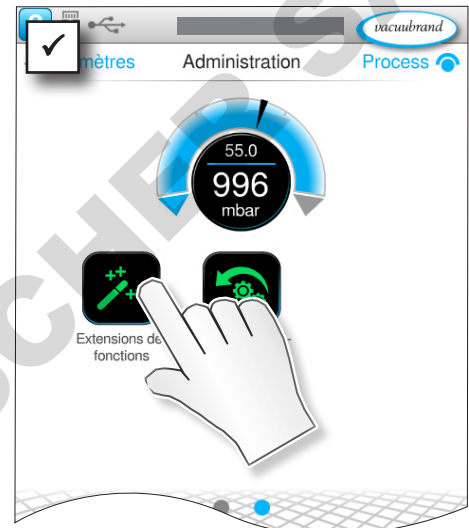 vacuubrand
mètres
Administration
Process
55.0
996
mbar
Extensions de
fonctions